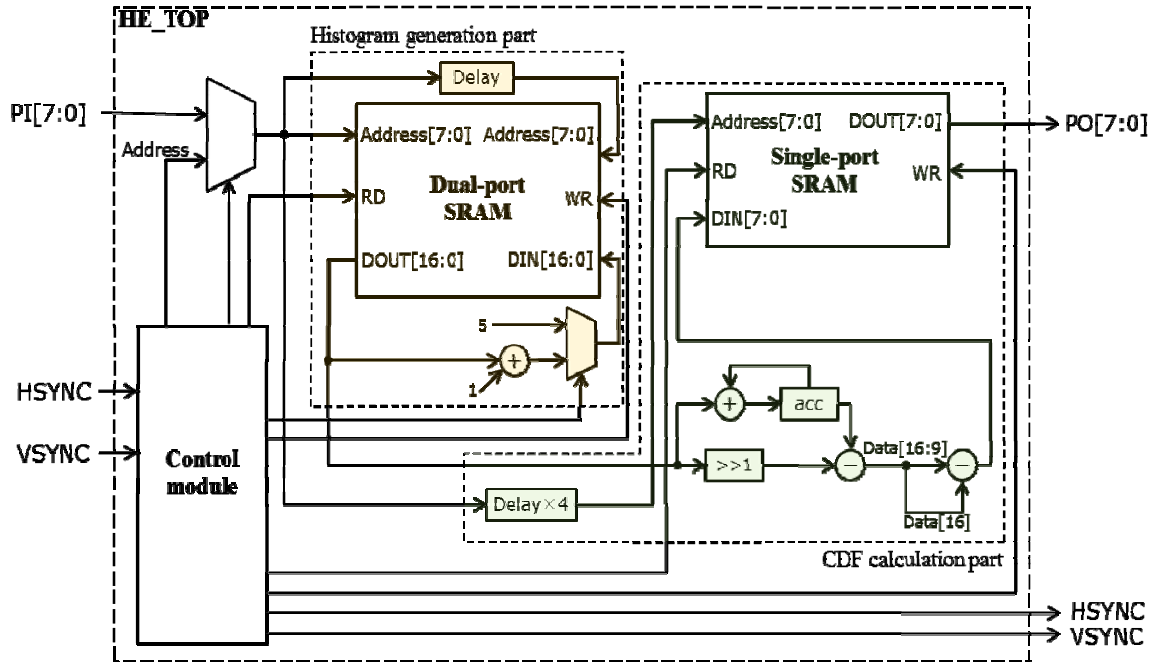 HE_TOP
Histogram generation part
Delay
PI[7:0]
Address
Address[7:0] Address[7:0]
Dual-port
SRAM
RD
WR
DOUT[16:0] DIN[16:0]
5
+
1
Address[7:0] DOUT[7:0]
Single-port
SRAM
RD
WR
DIN[7:0]
PO[7:0]
HSYNC
VSYNC
Control
module
+
acc
>>1
−
Data[16:9]
−
Data[16]
Delay×4
CDF calculation part
HSYNC
VSYNC